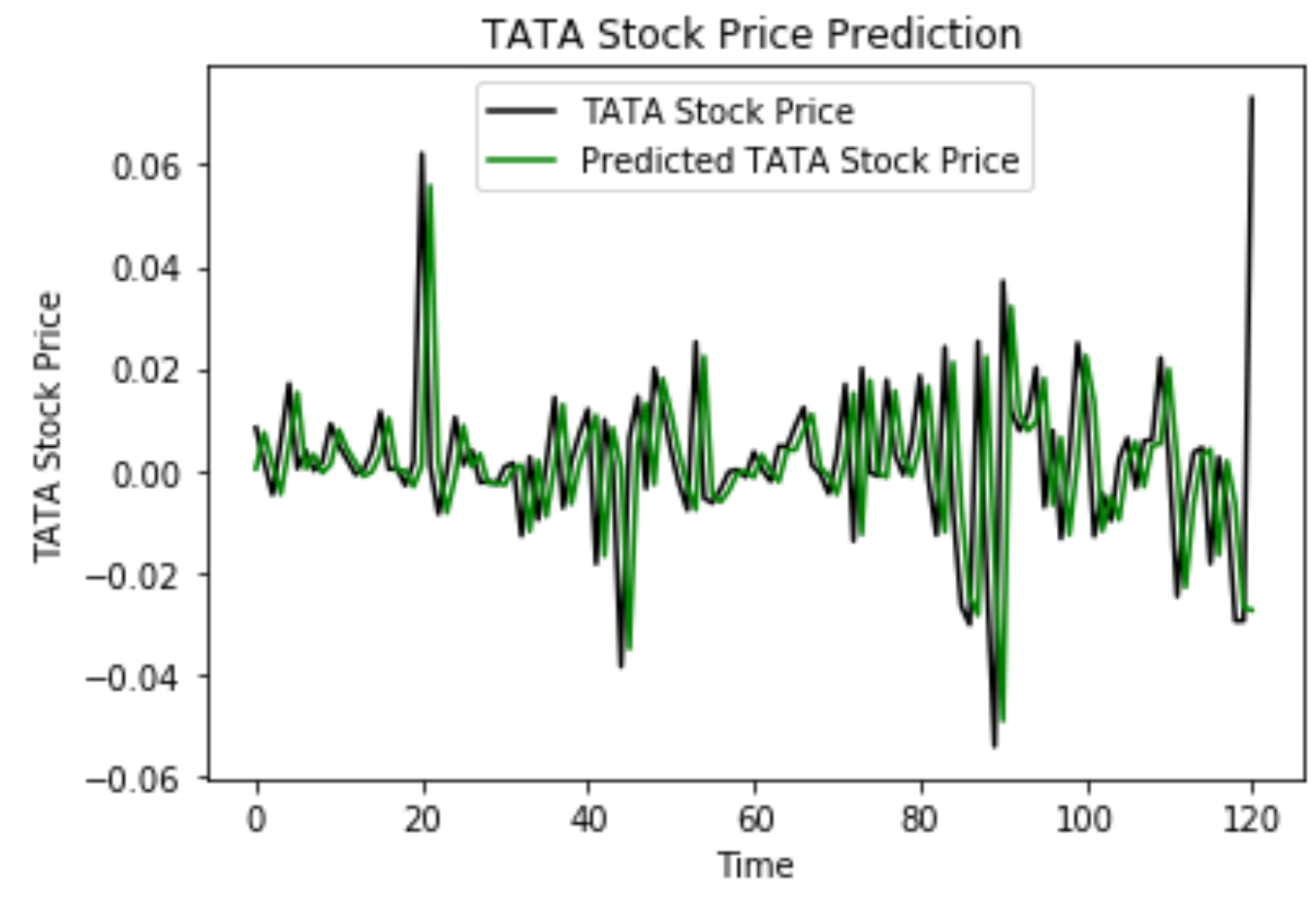 TATA Stock Price Prediction
TATA Stock Price
Predicted TATA Stock Price
TATA Stock Price
0.06
0.04
0.02
0.00
−0.02
−0.04
−0.06
0 20 40 60 80 100 120
Time